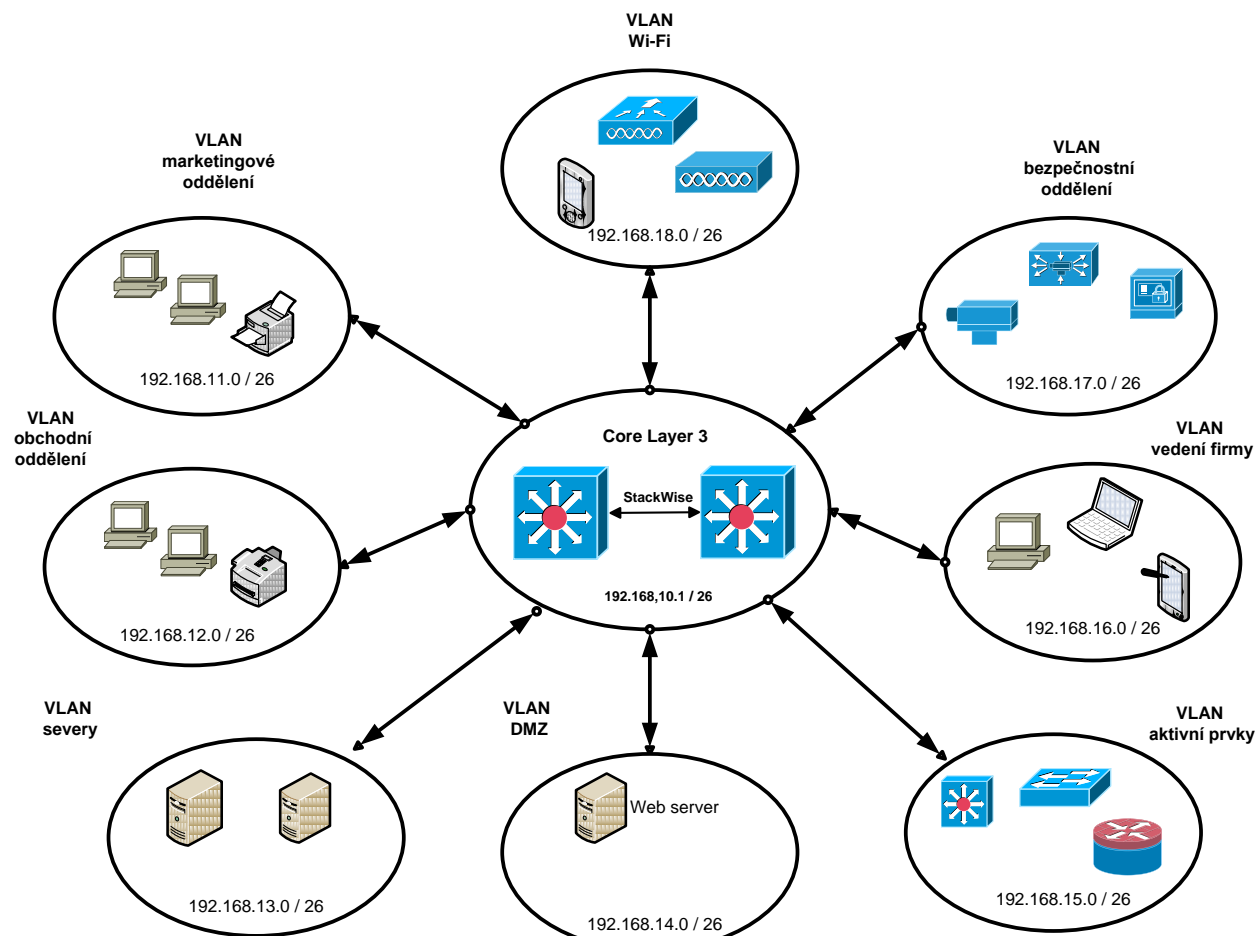 VLAN
Wi-Fi
192.168.18.0 / 26
VLAN
marketingové
oddělení
192.168.11.0 / 26
VLAN
bezpečnostní
oddělení
192.168.17.0 / 26
VLAN
obchodní
oddělení
192.168.12.0 / 26
Core Layer 3
StackWise
192.168,10.1 / 26
VLAN
vedení firmy
192.168.16.0 / 26
VLAN
severy
192.168.13.0 / 26
VLAN
DMZ
Web server
192.168.14.0 / 26
VLAN
aktivní prvky
192.168.15.0 / 26